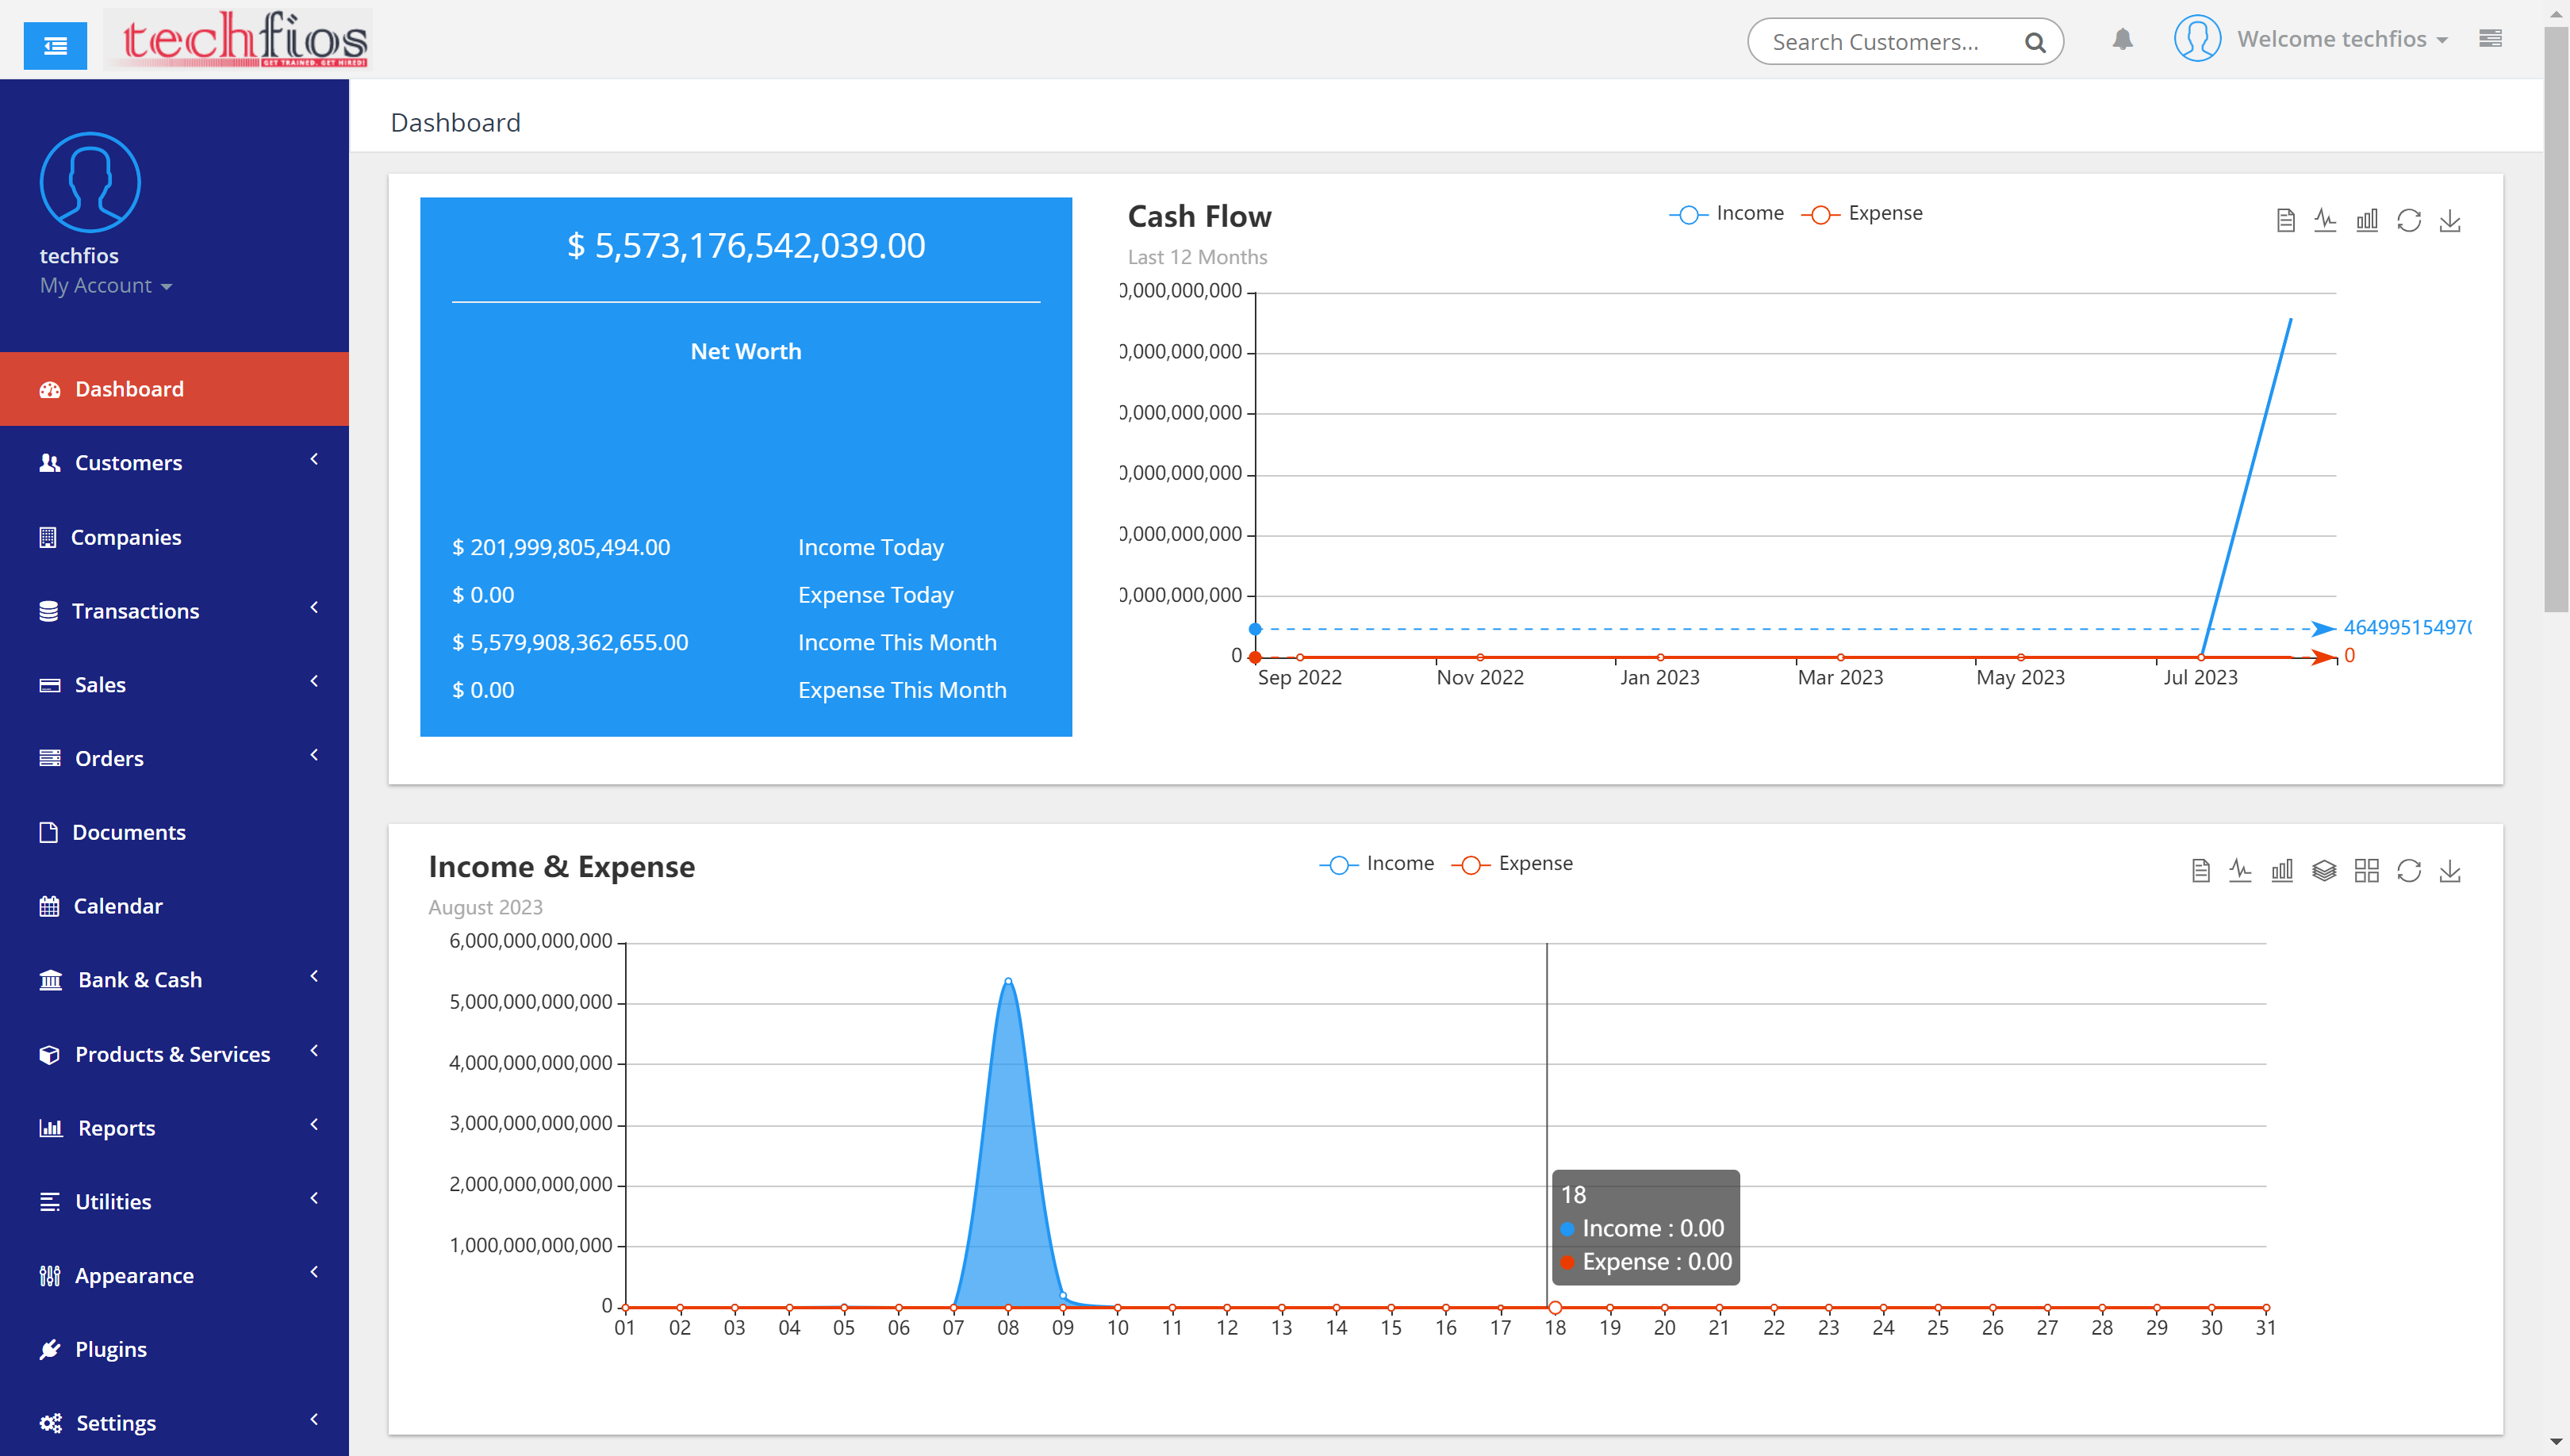 techfios
GET TRAINED. GET HIRED!
Search Customers...
Welcome techfios
techfios
My Account
Dashboard
Customers
Companies
Transactions
Sales
Orders
Documents
Calendar
Bank & Cash
Products & Services
Reports
Utilities
Appearance
Plugins
Settings
Dashboard
$ 5,573,176,542,039.00
Net Worth
$ 201,999,805,494.00 Income Today
$ 0.00 Expense Today
$ 5,579,908,362,655.00 Income This Month
$ 0.00 Expense This Month
Cash Flow
Last 12 Months
Income Expense
0,000,000,000
0,000,000,000
0,000,000,000
0,000,000,000
0,000,000,000
0,000,000,000
0
46499515497
0
Sep 2022 Nov 2022 Jan 2023 Mar 2023 May 2023 Jul 2023
Income & Expense
August 2023
Income Expense
6,000,000,000,000
5,000,000,000,000
4,000,000,000,000
3,000,000,000,000
2,000,000,000,000
1,000,000,000,000
0
18
Income : 0.00
Expense : 0.00
01 02 03 04 05 06 07 08 09 10 11 12 13 14 15 16 17 18 19 20 21 22 23 24 25 26 27 28 29 30 31